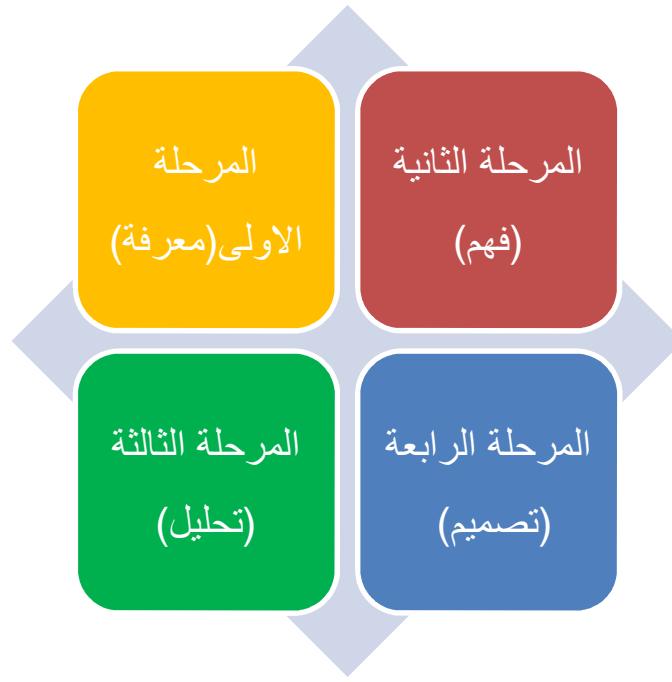 المرحلة
الاولى(معرفة)
المرحلة الثانية
(فهم)
المرحلة الثالثة
(تحليل)
المرحلة الرابعة
(تصميم)